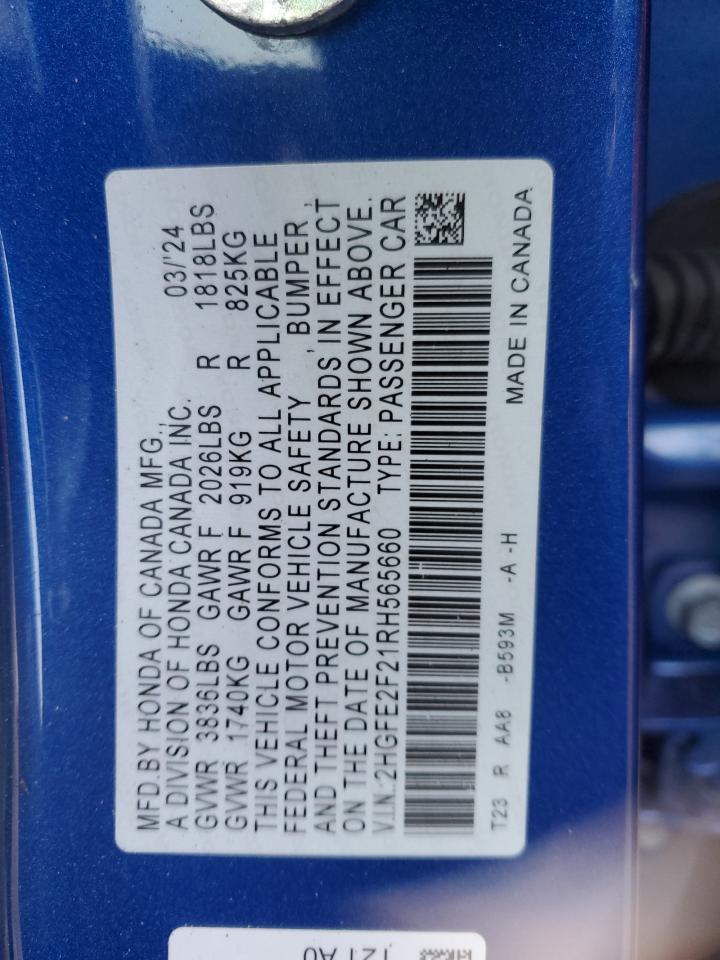 MFD.BY HONDA OF CANADA MFG., 03/'24
A DIVISION OF HONDA CANADA INC.
GVWR 3836LBS GAWR F 2026LBS R 1818LBS
GVWR 1740KG GAWR F 919KG R 825KG
THIS VEHICLE CONFORMS TO ALL APPLICABLE
FEDERAL MOTOR VEHICLE SAFETY , BUMPER ,
AND THEFT PREVENTION STANDARDS IN EFFECT
ON THE DATE OF MANUFACTURE SHOWN ABOVE.
V.I.N: 2HGFE2F21RH565660 TYPE: PASSENGER CAR
T23 R AA8 -B593M -A -H MADE IN CANADA